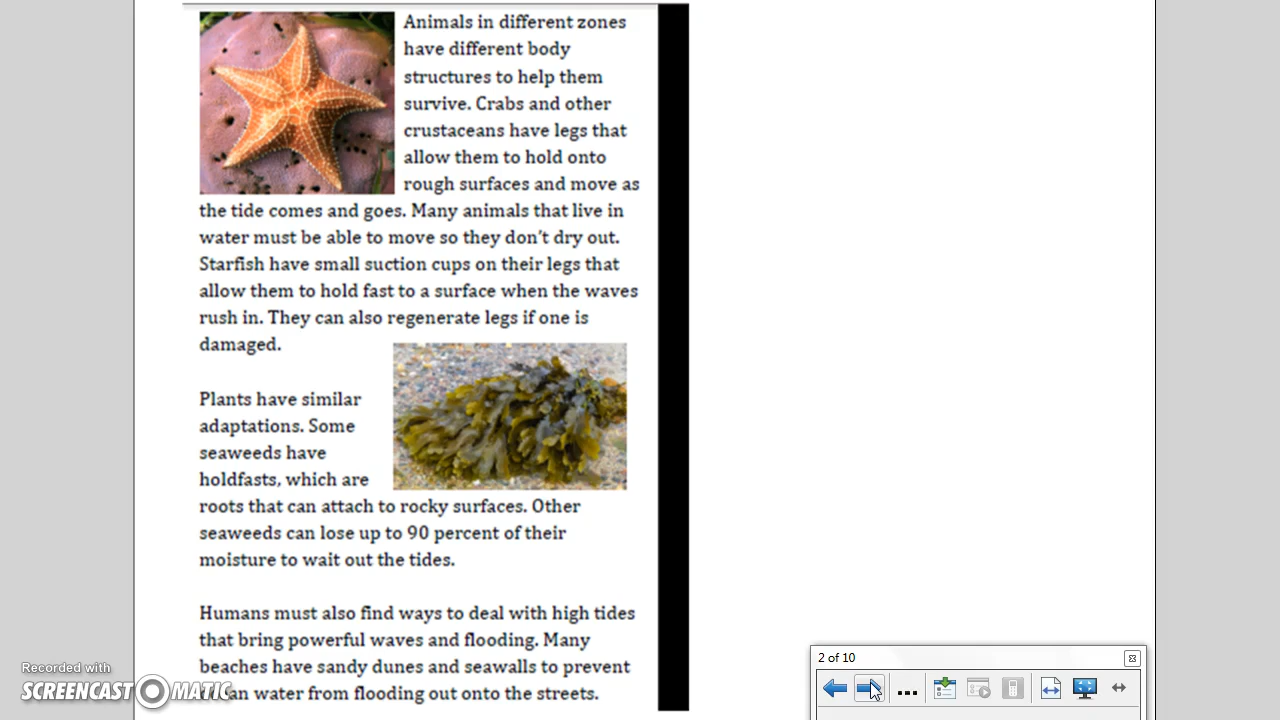 Animals in different zones
have different body
structures to help them
survive. Crabs and other
crustaceans have legs that
allow them to hold onto
rough surfaces and move as
the tide comes and goes. Many animals that live in
water must be able to move so they don't dry out.
Starfish have small suction cups on their legs that
allow them to hold fast to a surface when the waves
rush in. They can also regenerate legs if one is
damaged.
Plants have similar
adaptations. Some
seaweeds have
holdfasts, which are
roots that can attach to rocky surfaces. Other
seaweeds can lose up to 90 percent of their
moisture to wait out the tides.
Humans must also find ways to deal with high tides
that bring powerful waves and flooding. Many
beaches have sandy dunes and seawalls to prevent
water from flooding out onto the streets.
2 of 10
Recorded with
SCREENCAST MATIC